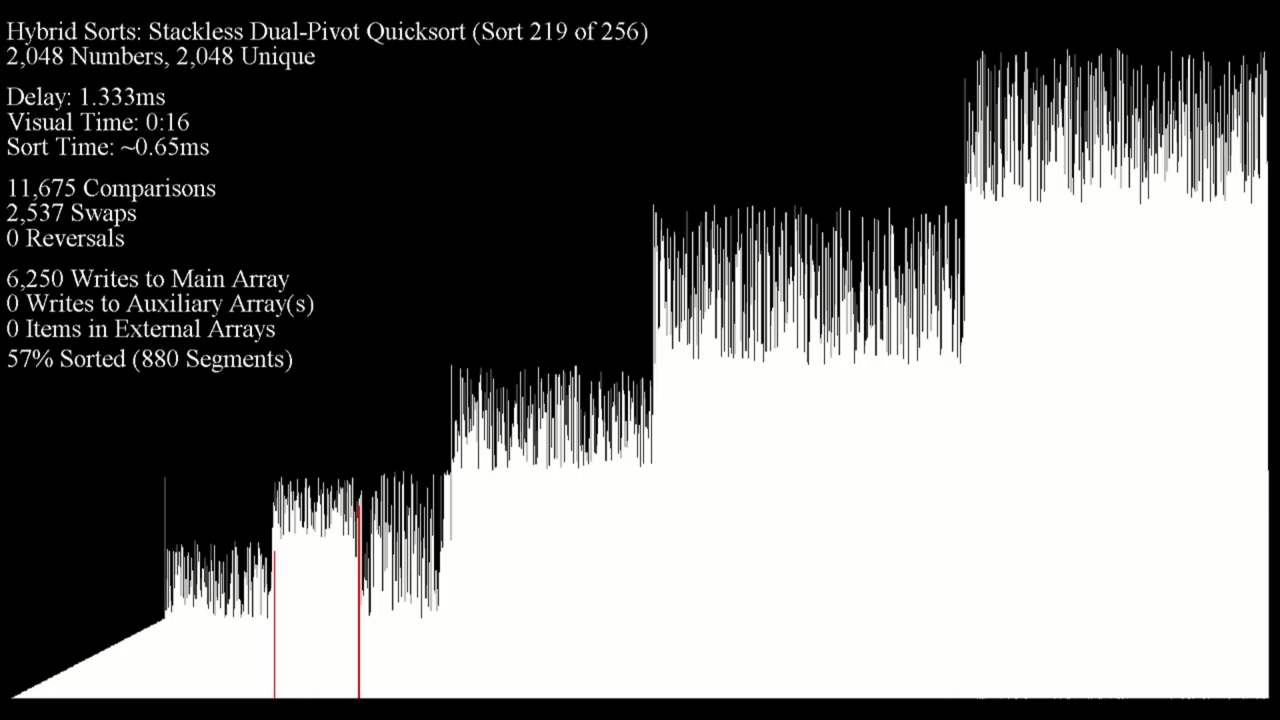 Hybrid Sorts: Stackless Dual-Pivot Quicksort (Sort 219 of 256)
2,048 Numbers, 2,048 Unique
Delay: 1.333ms
Visual Time: 0:16
Sort Time: ~0.65ms
11,675 Comparisons
2,537 Swaps
0 Reversals
6,250 Writes to Main Array
0 Writes to Auxiliary Array(s)
0 Items in External Arrays
57% Sorted (880 Segments)